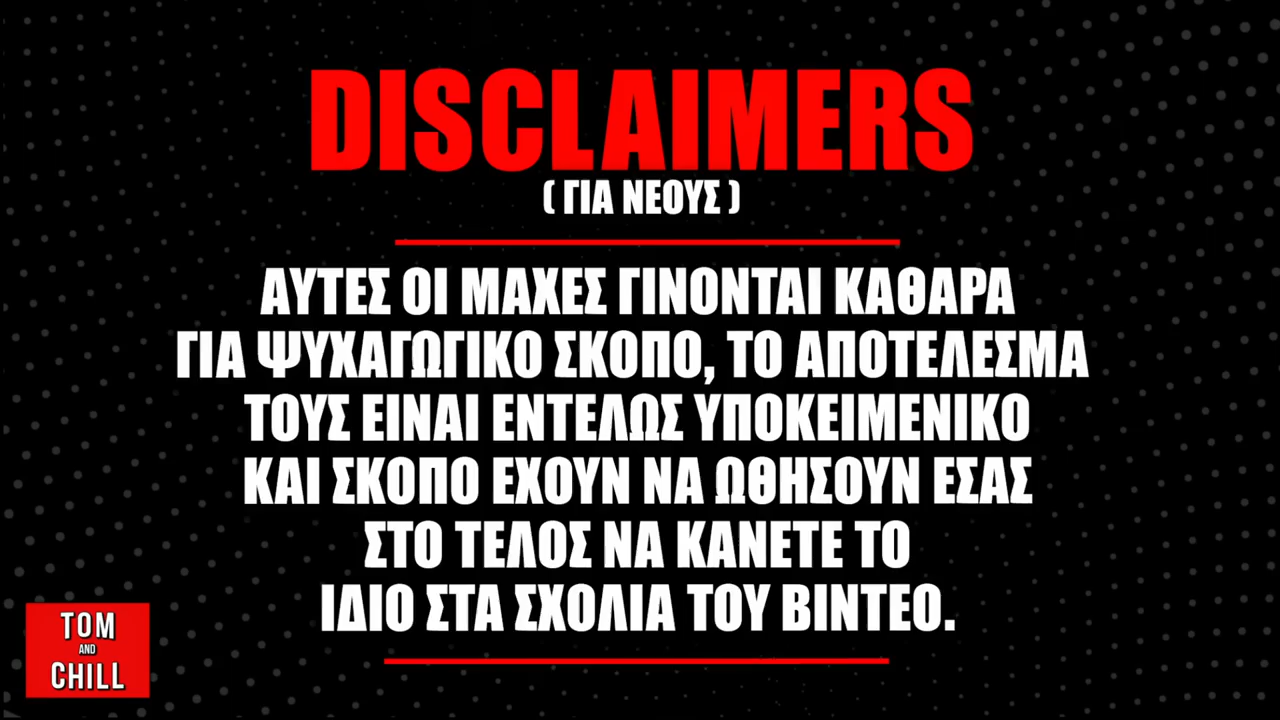 DISCLAIMERS
( ΓΙΑ ΝΕΟΥΣ )
ΑΥΤΕΣ ΟΙ ΜΑΧΕΣ ΓΙΝΟΝΤΑΙ ΚΑΘΑΡΑ
ΓΙΑ ΨΥΧΑΓΩΓΙΚΟ ΣΚΟΠΟ, ΤΟ ΑΠΟΤΕΛΕΣΜΑ
ΤΟΥΣ ΕΙΝΑΙ ΕΝΤΕΛΩΣ ΥΠΟΚΕΙΜΕΝΙΚΟ
ΚΑΙ ΣΚΟΠΟ ΕΧΟΥΝ ΝΑ ΩΘΗΣΟΥΝ ΕΣΑΣ
ΣΤΟ ΤΕΛΟΣ ΝΑ ΚΑΝΕΤΕ ΤΟ
ΙΔΙΟ ΣΤΑ ΣΧΟΛΙΑ ΤΟΥ ΒΙΝΤΕΟ.
TOM
AND
CHILL